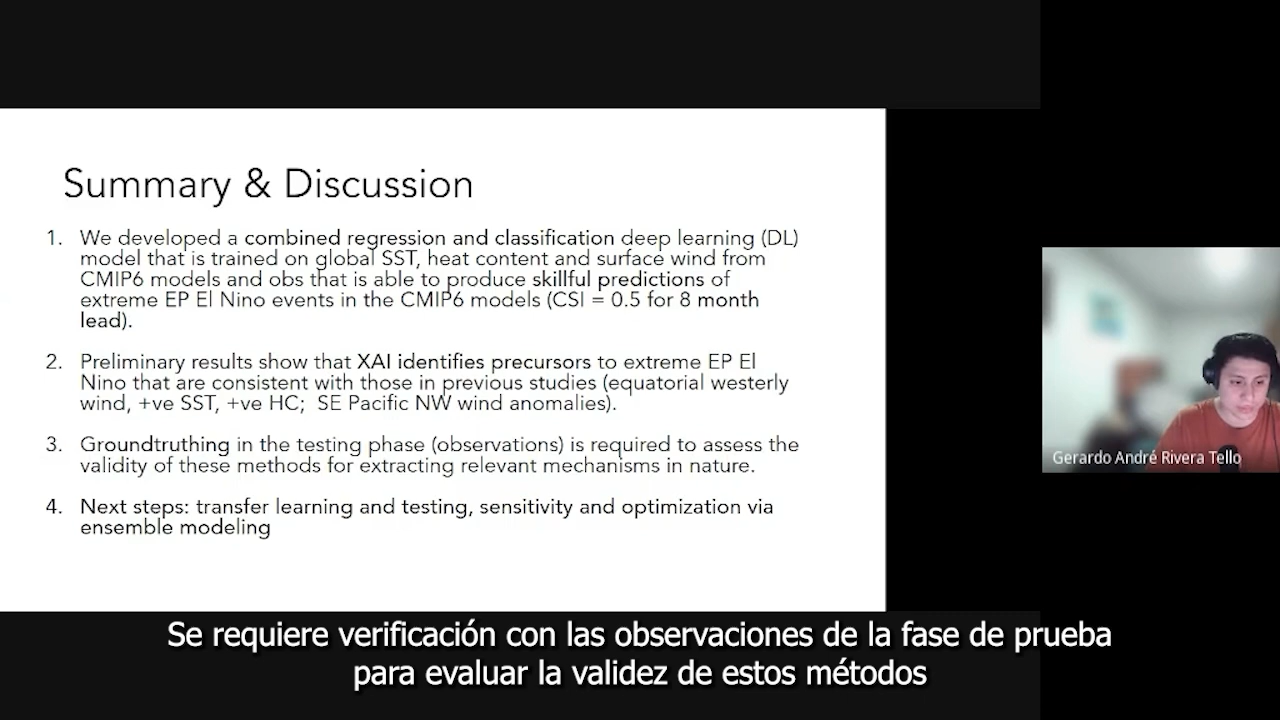 Summary & Discussion
1. We developed a combined regression and classification deep learning (DL)
model that is trained on global SST, heat content and surface wind from
CMIP6 models and obs that is able to produce skillful predictions of
extreme EP El Nino events in the CMIP6 models (CSI = 0.5 for 8 month
lead).
2. Preliminary results show that XAI identifies precursors to extreme EP El
Nino that are consistent with those in previous studies (equatorial westerly
wind, +ve SST, +ve HC; SE Pacific NW wind anomalies).
3. Groundtruthing in the testing phase (observations) is required to assess the
validity of these methods for extracting relevant mechanisms in nature.
4. Next steps: transfer learning and testing, sensitivity and optimization via
ensemble modeling
Gerardo André Rivera Tello
Se requiere verificación con las observaciones de la fase de prueba
para evaluar la validez de estos métodos